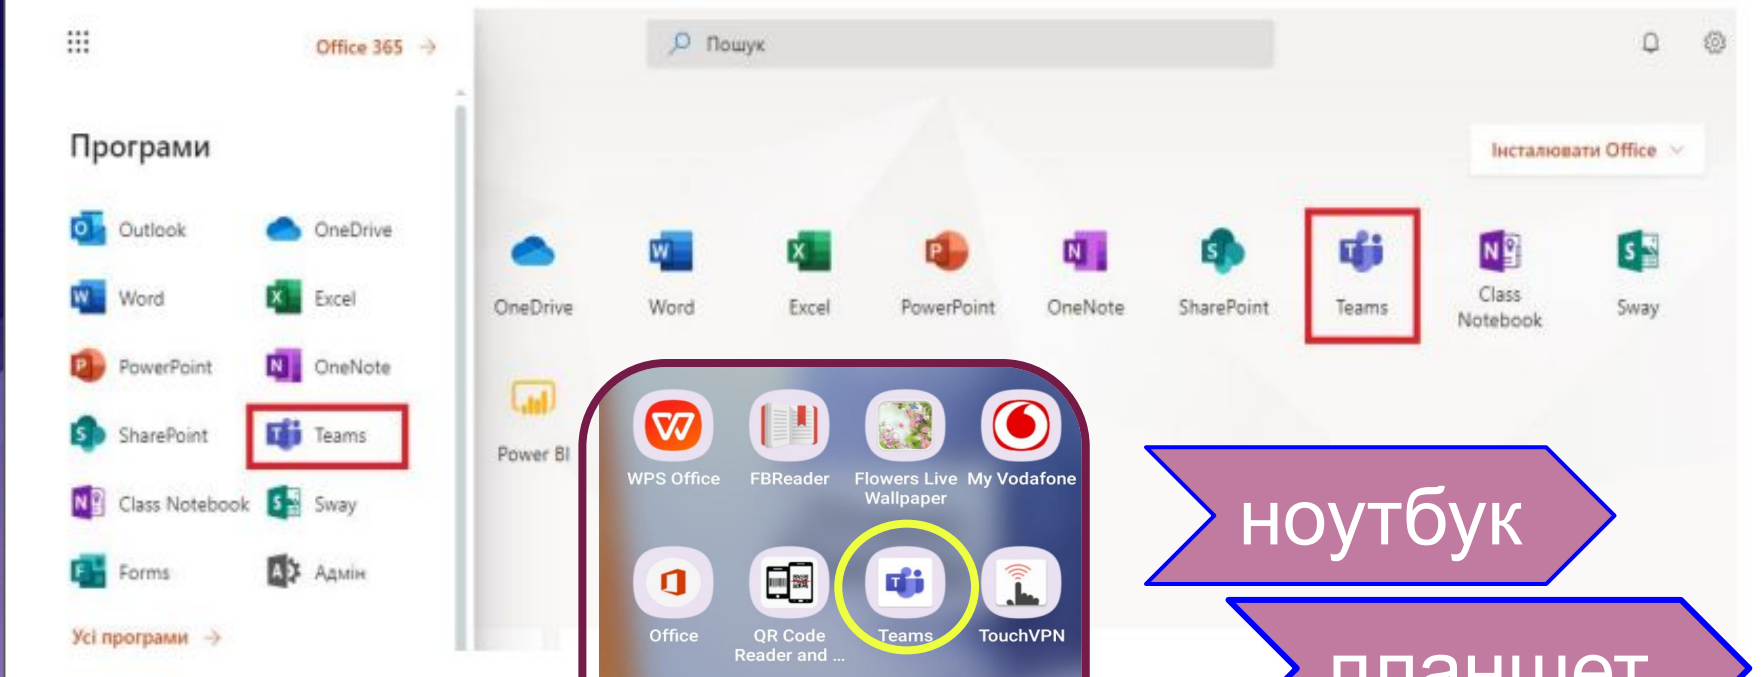 Office 365 →
Пошук
Програми
Інсталювати Office
Outlook
OneDrive
Word
Excel
PowerPoint
OneNote
SharePoint
Teams
Class Notebook
Sway
Forms
Адмін
Усі програми →
OneDrive
Word
Excel
PowerPoint
OneNote
SharePoint
Teams
Class
Notebook
Sway
Power BI
WPS Office
FBReader
Flowers Live
Wallpaper
My Vodafone
Office
QR Code
Reader and ...
Teams
TouchVPN
ноутбук
планшет